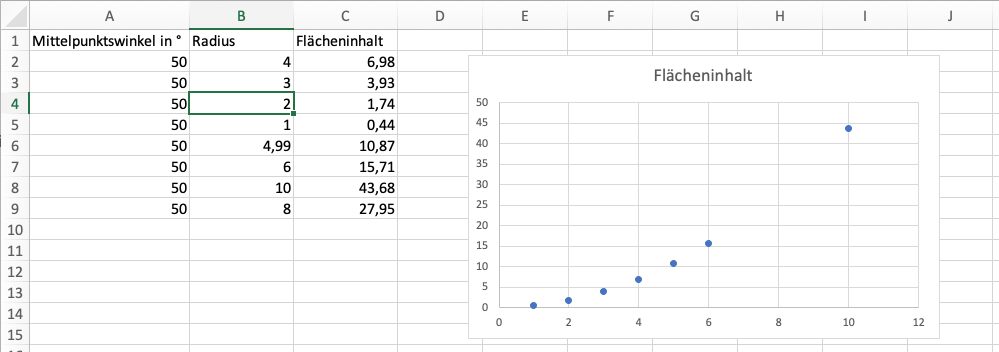 A B C D E F G H I J
1 Mittelpunktswinkel in ° Radius Flächeninhalt
2 50 4 6,98
3 50 3 3,93
4 50 2 1,74
5 50 1 0,44
6 50 4,99 10,87
7 50 6 15,71
8 50 10 43,68
9 50 8 27,95
10
11
12
13
14
15
Flächeninhalt
50
45
40
35
30
25
20
15
10
5
0
0 2 4 6 8 10 12